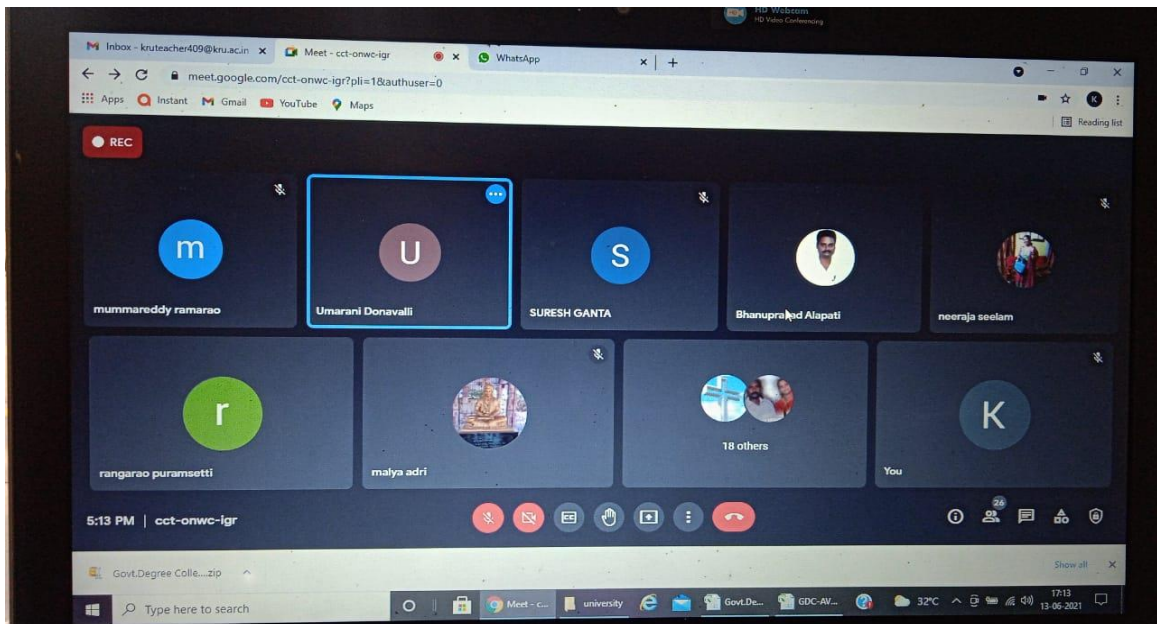 HD Webcam
HD Video Conferencing
Inbox - kruteacher409@kru.ac.in
Meet - cct-onwc-igr
WhatsApp
meet.google.com/cct-onwc-igr?pli=1&authuser=0
K
Apps
Instant
Gmail
YouTube
Maps
Reading list
REC
m
U
S
mummareddy ramarao
Umarani Donavalli
SURESH GANTA
Bhanuprasad Alapati
neeraja seelam
r
K
18 others
rangarao puramsetti
malya adri
You
26
5:13 PM | cct-onwc-igr
CC
Govt.Degree Colle....zip
Show all
Type here to search
Meet - c...
university
Govt.De...
GDC-AV...
32°C
17:13
13-06-2021